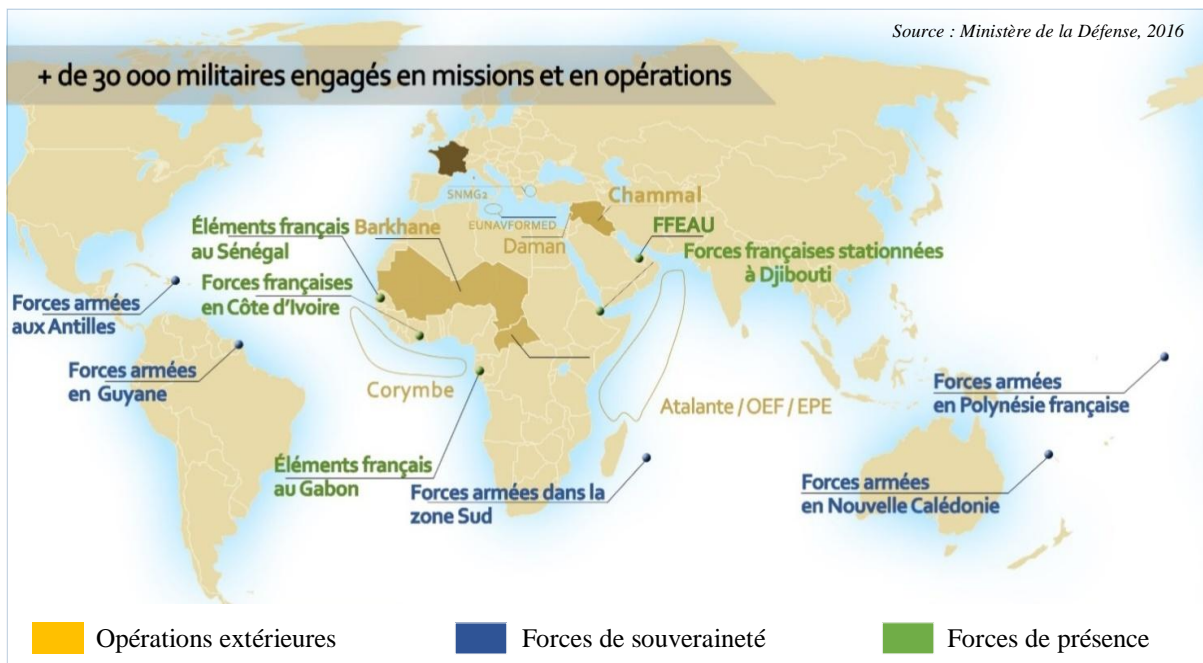 Source : Ministère de la Défense, 2016
+ de 30 000 militaires engagés en missions et en opérations
SNMG2
Chammal
Éléments français
au Sénégal
Barkhane
EUNAVFORMED
Daman
FFEAU
Forces françaises stationnées
à Djibouti
Forces françaises
en Côte d'Ivoire
Forces armées
aux Antilles
Forces armées
en Guyane
Corymbe
Atalante / OEF / EPE
Forces armées
en Polynésie française
Éléments français
au Gabon
Forces armées dans la
zone Sud
Forces armées
en Nouvelle Calédonie
Opérations extérieures
Forces de souveraineté
Forces de présence